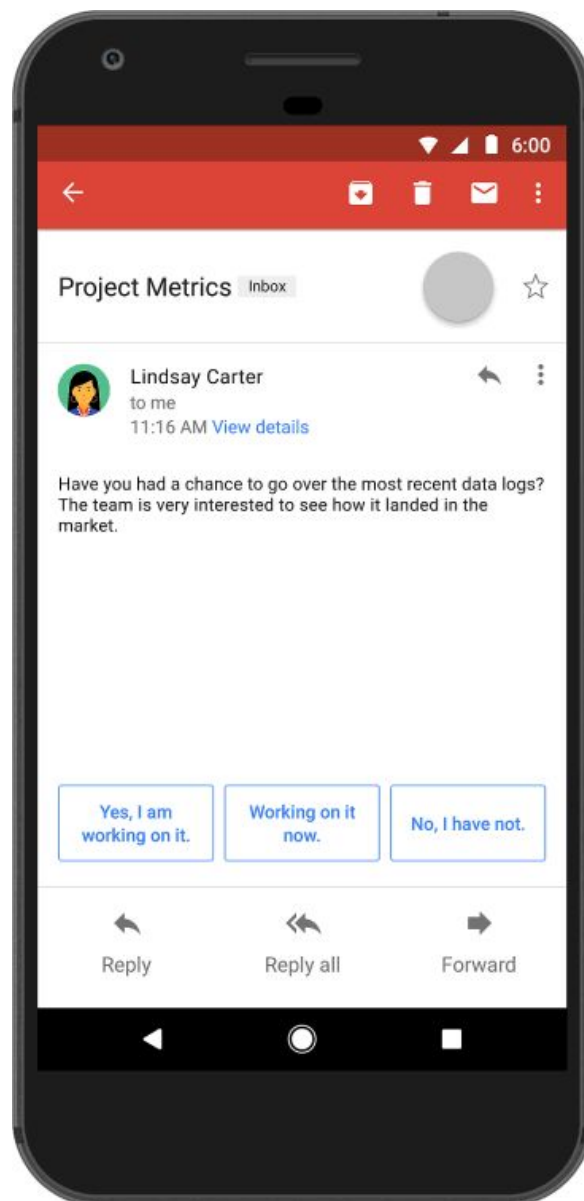 6:00
Project Metrics Inbox
Lindsay Carter
to me
11:16 AM View details
Have you had a chance to go over the most recent data logs?
The team is very interested to see how it landed in the
market.
Yes, I am
working on it.
Working on it
now.
No, I have not.
Reply
Reply all
Forward